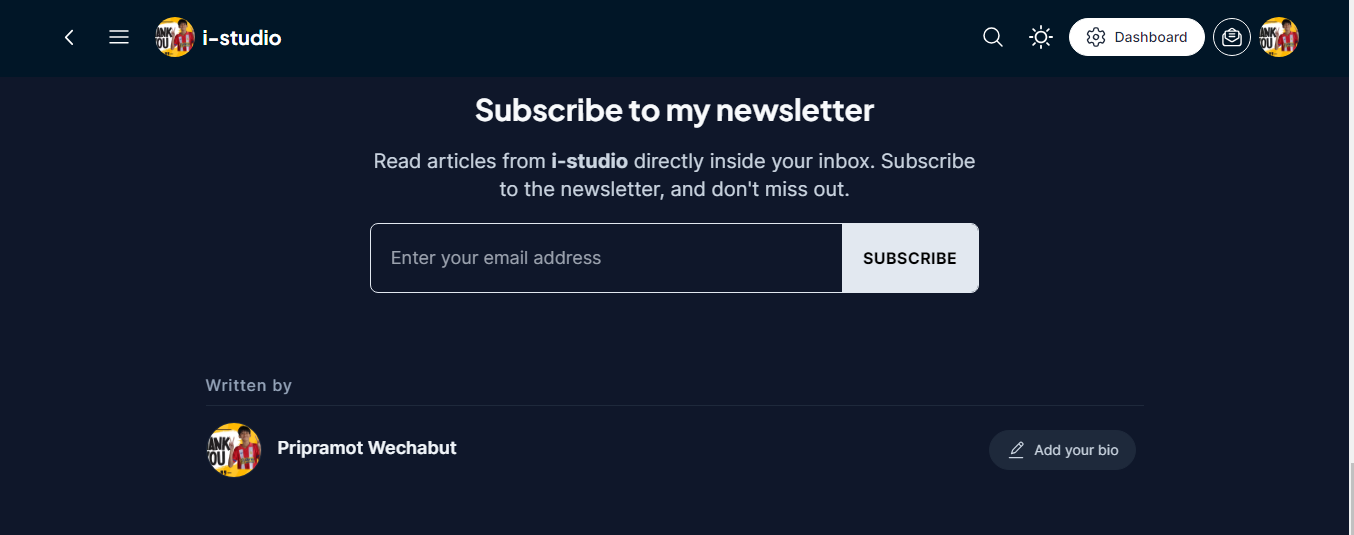 i-studio
Dashboard
Subscribe to my newsletter
Read articles from i-studio directly inside your inbox. Subscribe
to the newsletter, and don't miss out.
Enter your email address
SUBSCRIBE
Written by
Pripramot Wechabut
Add your bio